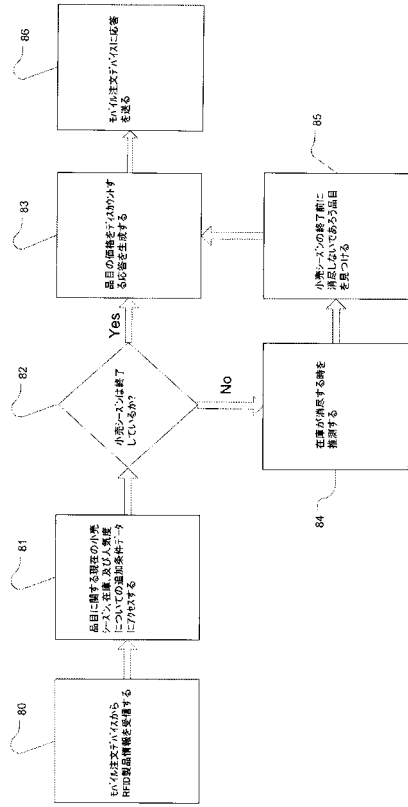 80
モバイル注文デバイスから
RFID製品情報を受信する
81
品目に関する現在の小売
シーズン、在庫、及び人気度
についての追加条件データ
にアクセスする
82
小売シーズンは終了
しているか?
Yes
No
83
品目の価格をディスカウントす
る応答を生成する
84
在庫が消尽する時を
推測する
85
小売シーズンの終了前に
消尽しないであろう品目
を見つける
86
モバイル注文デバイスに応答
を送る